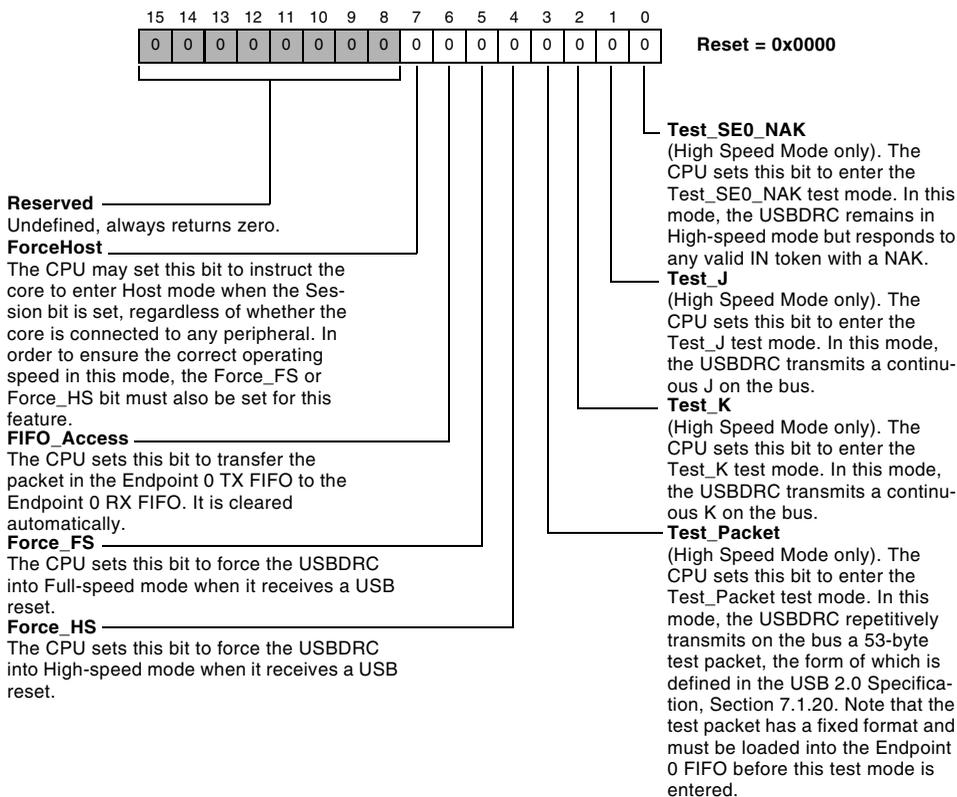 15 14 13 12 11 10 9 8 7 6 5 4 3 2 1 0
0 0 0 0 0 0 0 0 0 0 0 0 0 0 0 0
Reset = 0x0000
Reserved
Undefined, always returns zero.
ForceHost
The CPU may set this bit to instruct the
core to enter Host mode when the Ses-
sion bit is set, regardless of whether the
core is connected to any peripheral. In
order to ensure the correct operating
speed in this mode, the Force_FS or
Force_HS bit must also be set for this
feature.
FIFO_Access
The CPU sets this bit to transfer the
packet in the Endpoint 0 TX FIFO to the
Endpoint 0 RX FIFO. It is cleared
automatically.
Force_FS
The CPU sets this bit to force the USBDRC
into Full-speed mode when it receives a USB
reset.
Force_HS
The CPU sets this bit to force the USBDRC
into High-speed mode when it receives a USB
reset.
Test_SE0_NAK
(High Speed Mode only). The
CPU sets this bit to enter the
Test_SE0_NAK test mode. In this
mode, the USBDRC remains in
High-speed mode but responds to
any valid IN token with a NAK.
Test_J
(High Speed Mode only). The
CPU sets this bit to enter the
Test_J test mode. In this mode,
the USBDRC transmits a continu-
ous J on the bus.
Test_K
(High Speed Mode only). The
CPU sets this bit to enter the
Test_K test mode. In this mode,
the USBDRC transmits a continu-
ous K on the bus.
Test_Packet
(High Speed Mode only). The
CPU sets this bit to enter the
Test_Packet test mode. In this
mode, the USBDRC repetitively
transmits on the bus a 53-byte
test packet, the form of which is
defined in the USB 2.0 Specifica-
tion, Section 7.1.20. Note that the
test packet has a fixed format and
must be loaded into the Endpoint
0 FIFO before this test mode is
entered.